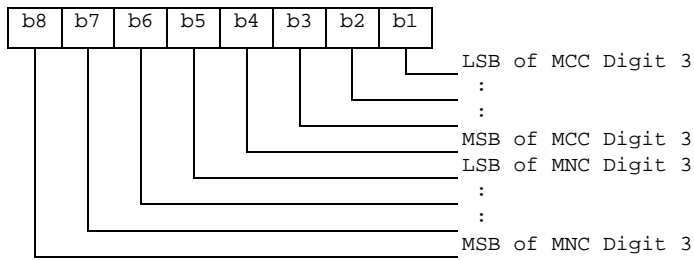 b8 b7 b6 b5 b4 b3 b2 b1
LSB of MCC Digit 3
:
:
MSB of MCC Digit 3
LSB of MNC Digit 3
:
:
MSB of MNC Digit 3